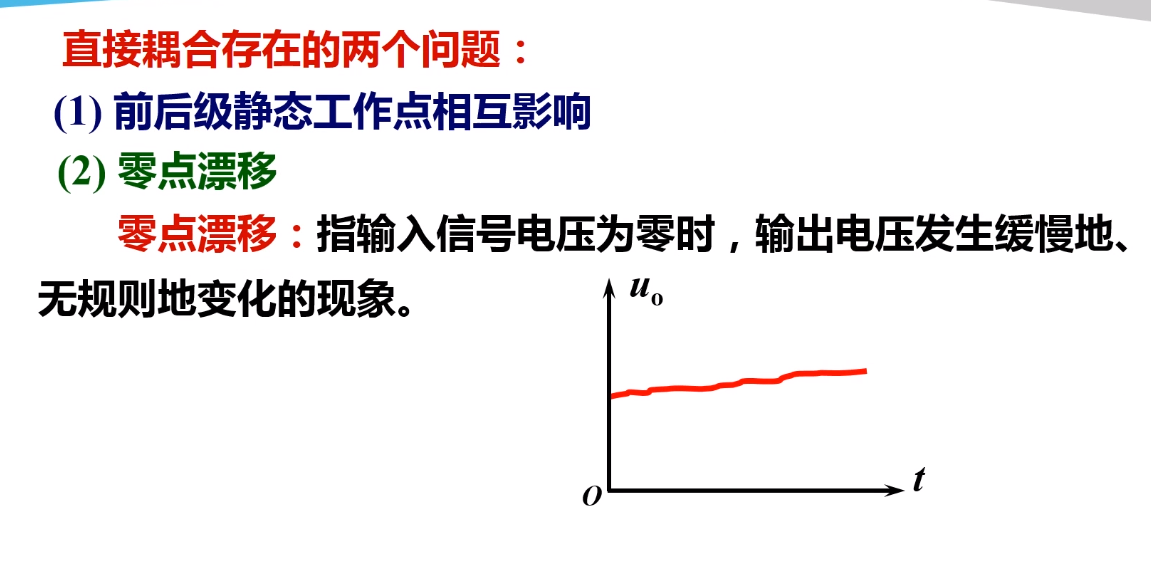 直接耦合存在的两个问题：
(1) 前后级静态工作点相互影响
(2) 零点漂移
零点漂移：指输入信号电压为零时，输出电压发生缓慢地、
无规则地变化的现象。
uo
t
O